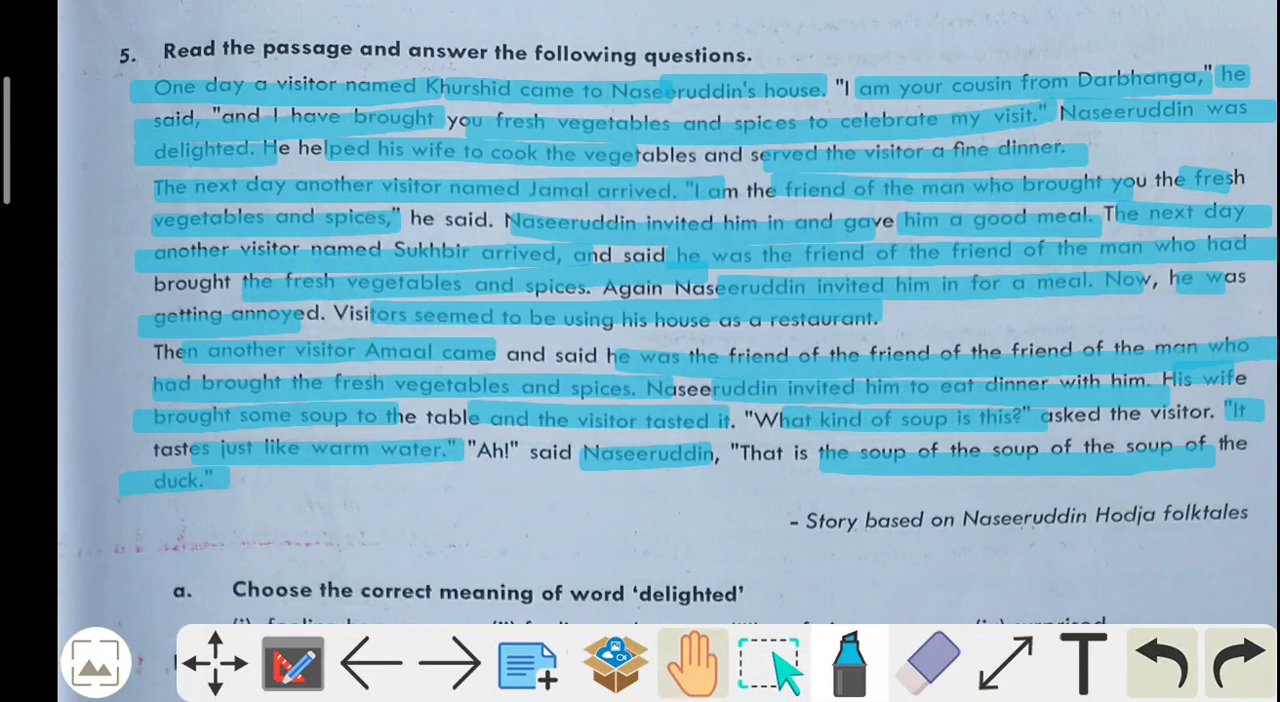 5. Read the passage and answer the following questions.
One day a visitor named Khurshid came to Naseeruddin's house. "I am your cousin from Darbhanga," he
said, "and I have brought you fresh vegetables and spices to celebrate my visit." Naseeruddin was
delighted. He helped his wife to cook the vegetables and served the visitor a fine dinner.
The next day another visitor named Jamal arrived. "I am the friend of the man who brought you the fresh
vegetables and spices," he said. Naseeruddin invited him in and gave him a good meal. The next day
another visitor named Sukhbir arrived, and said he was the friend of the friend of the man who had
brought the fresh vegetables and spices. Again Naseeruddin invited him in for a meal. Now, he was
getting annoyed. Visitors seemed to be using his house as a restaurant.
Then another visitor Amaal came and said he was the friend of the friend of the friend of the man who
had brought the fresh vegetables and spices. Naseeruddin invited him to eat dinner with him. His wife
brought some soup to the table and the visitor tasted it. "What kind of soup is this?" asked the visitor. "It
tastes just like warm water." "Ah!" said Naseeruddin, "That is the soup of the soup of the soup of the
duck."
– Story based on Naseeruddin Hodja folktales
a. Choose the correct meaning of word 'delighted'
T